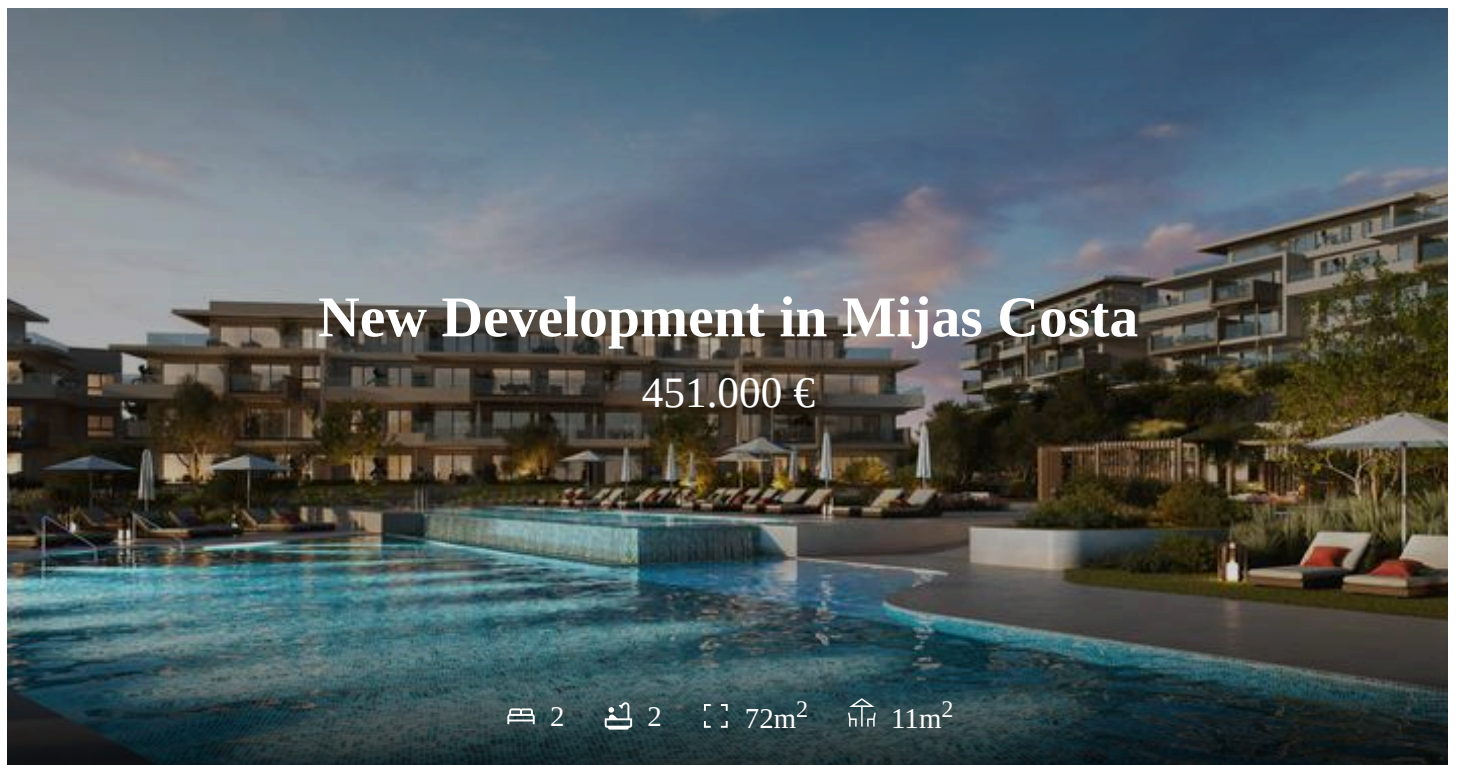 New Development in Mijas Costa
451.000 €
2 2 72m² 11m²